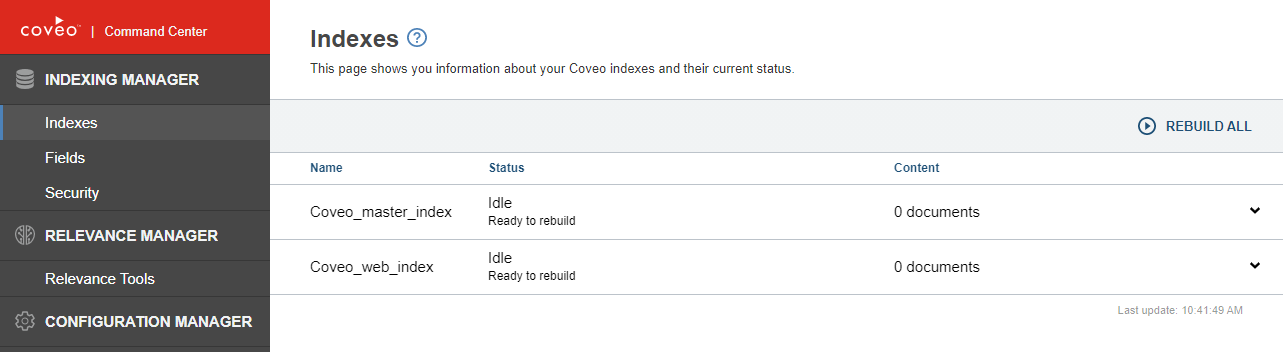 coveo™ | Command Center
INDEXING MANAGER
Indexes
Fields
Security
RELEVANCE MANAGER
Relevance Tools
CONFIGURATION MANAGER
Indexes ?
This page shows you information about your Coveo indexes and their current status.
REBUILD ALL
Name Status Content
Coveo_master_index Idle 0 documents
Ready to rebuild
Coveo_web_index Idle 0 documents
Ready to rebuild
Last update: 10:41:49 AM